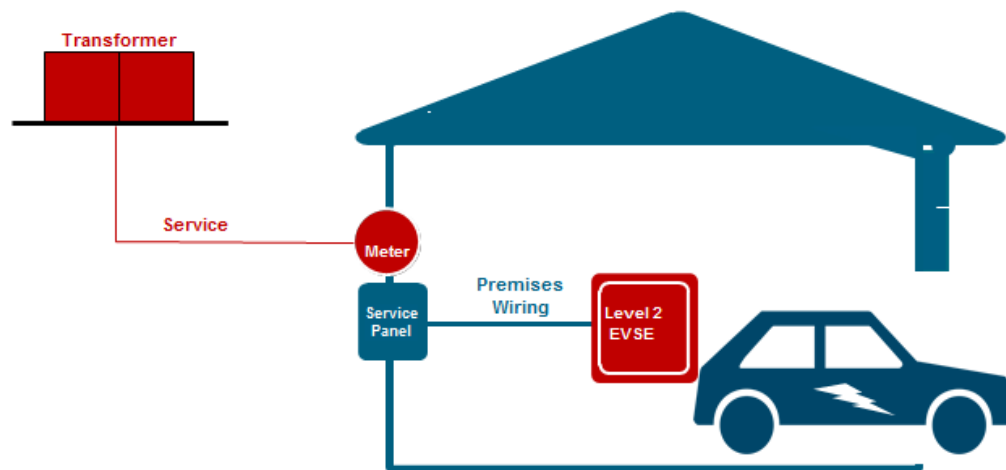 Transformer
Service
Meter
Service
Panel
Premises
Wiring
Level 2
EVSE